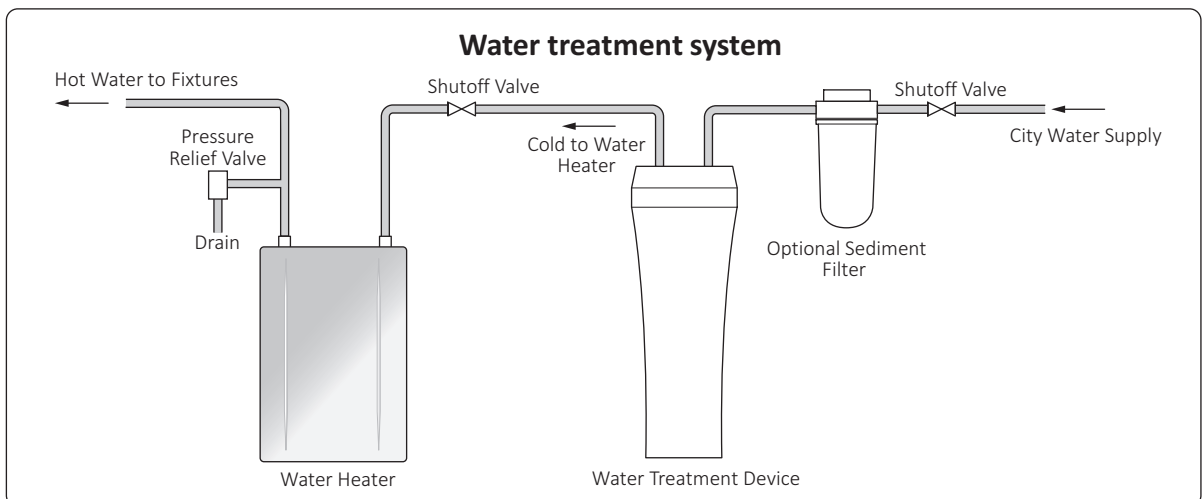 Water treatment system
Hot Water to Fixtures
Shutoff Valve
Shutoff Valve
Pressure
Relief Valve
Cold to Water
Heater
City Water Supply
Drain
Optional Sediment
Filter
Water Heater
Water Treatment Device